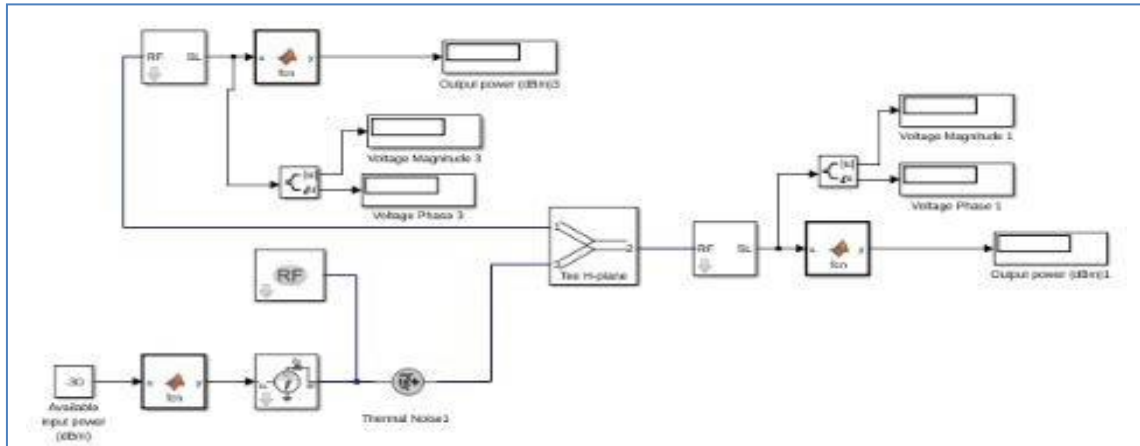 RF
SL
u
y
fcn
Output power (dBm)3
Voltage Magnitude 3
|u|
Voltage Phase 3
Voltage Magnitude 1
|u|
Voltage Phase 1
1
2
3
Tee H-plane
RF
SL
u
y
fcn
Output power (dBm)1
RF
-30
Available
input power
(dBm)
u
y
fcn
Thermal Noise1